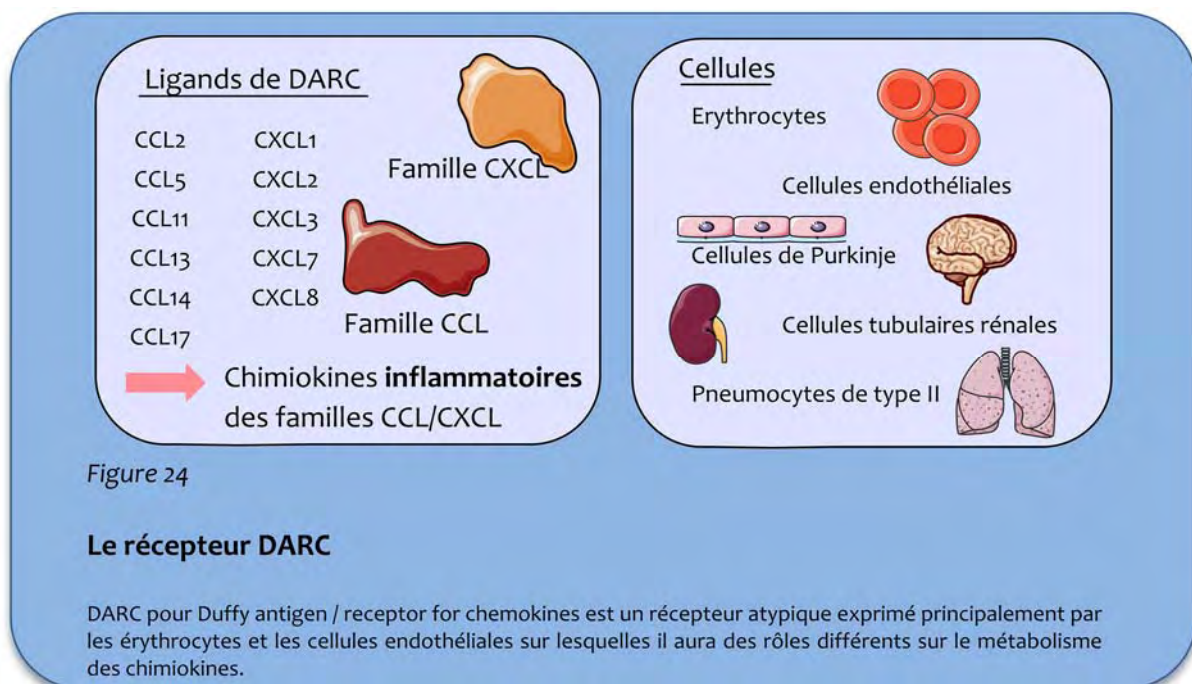 Ligands de DARC
CCL2
CCL5
CCL11
CCL13
CCL14
CCL17
CXCL1
CXCL2
CXCL3
CXCL7
CXCL8
Famille CXCL
Famille CCL
Chimiokines inflammatoires
des familles CCL/CXCL
Cellules
Erythrocytes
Cellules endothéliales
Cellules de Purkinje
Cellules tubulaires rénales
Pneumocytes de type II
Figure 24
Le récepteur DARC
DARC pour Duffy antigen / receptor for chemokines est un récepteur atypique exprimé principalement par
les érythrocytes et les cellules endothéliales sur lesquelles il aura des rôles différents sur le métabolisme
des chimiokines.